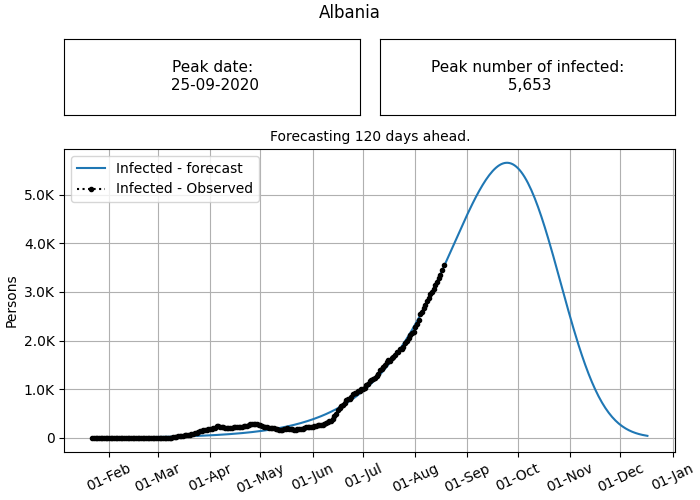 Albania
Peak date:
25-09-2020
Peak number of infected:
5,653
Forecasting 120 days ahead.
Infected - forecast
Infected - Observed
5.0K
4.0K
3.0K
2.0K
1.0K
0
Persons
01-Feb
01-Mar
01-Apr
01-May
01-Jun
01-Jul
01-Aug
01-Sep
01-Oct
01-Nov
01-Dec
01-Jan